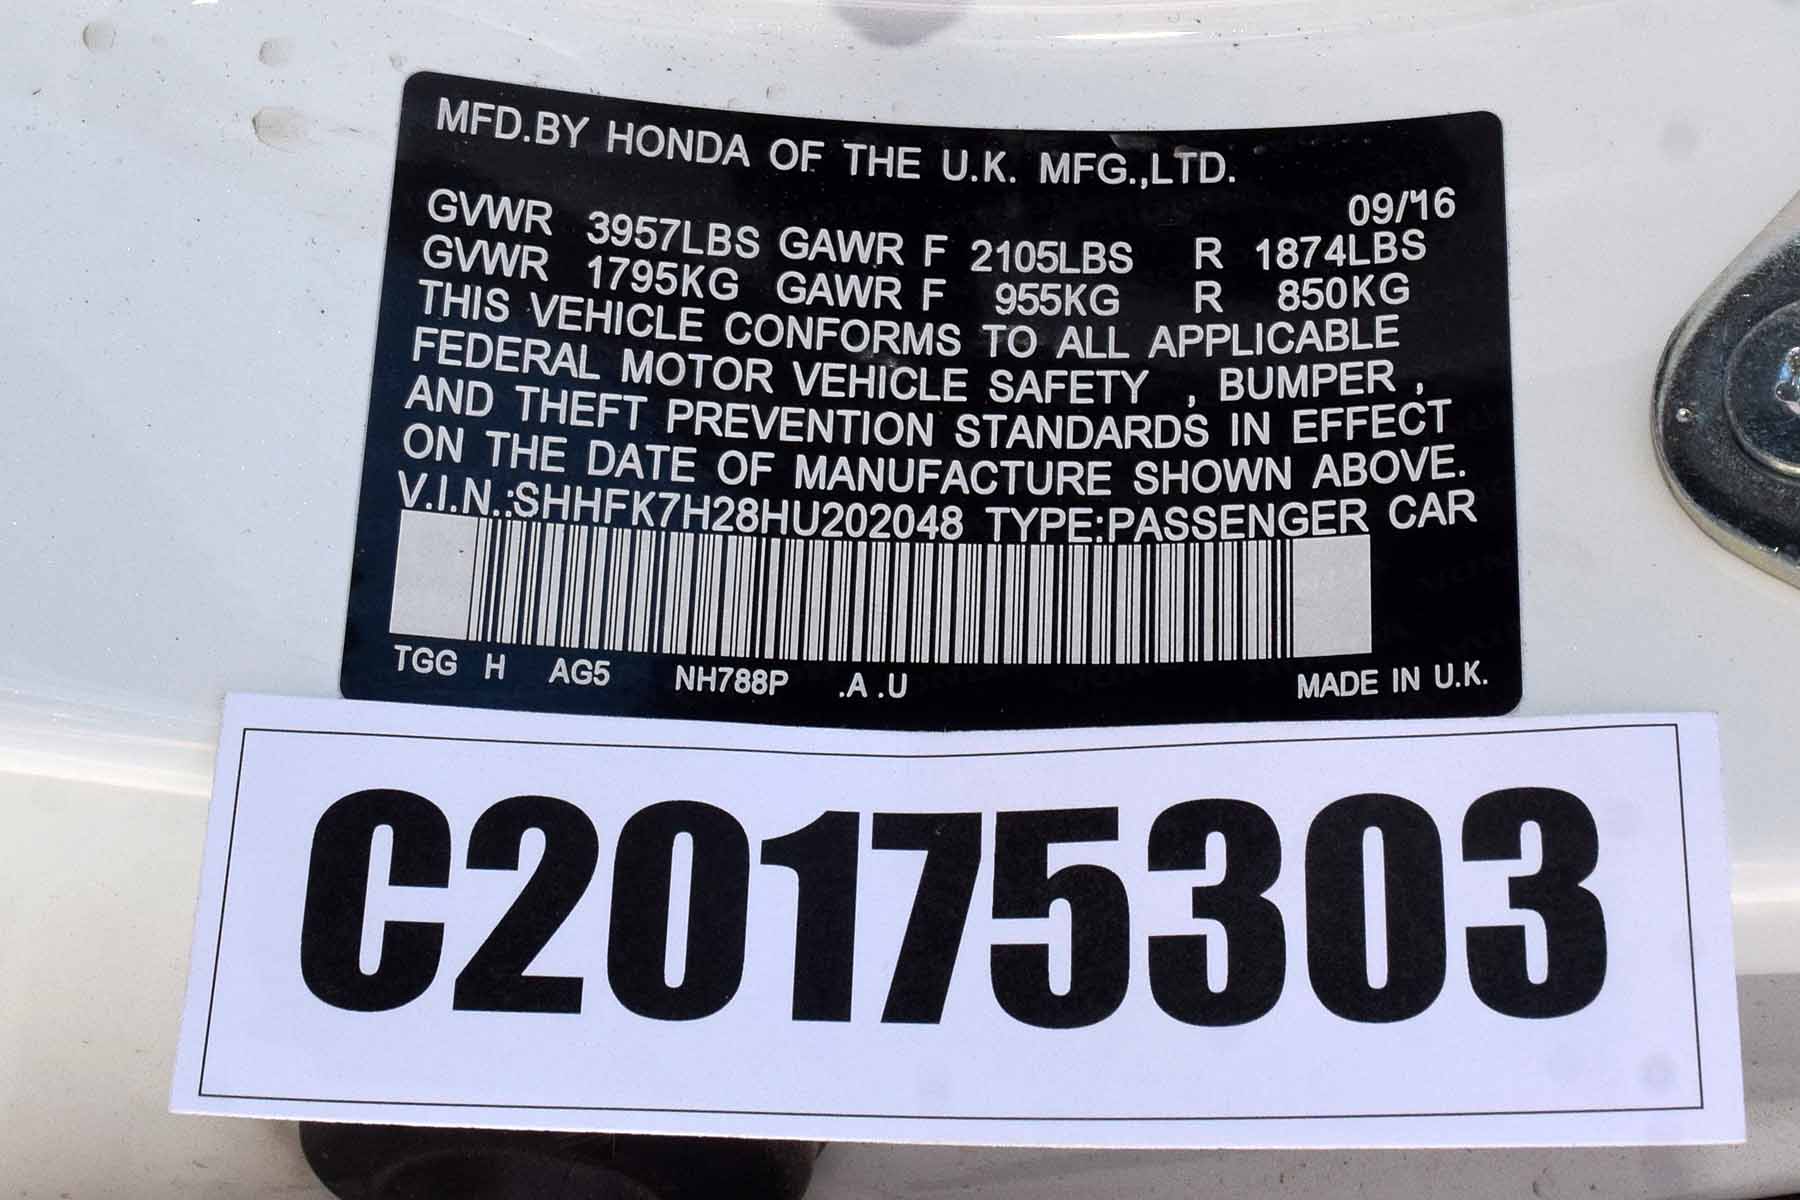 MFD.BY HONDA OF THE U.K. MFG.,LTD.
09/'16
GVWR 3957LBS GAWR F 2105LBS R 1874LBS
GVWR 1795KG GAWR F 955KG R 850KG
THIS VEHICLE CONFORMS TO ALL APPLICABLE
FEDERAL MOTOR VEHICLE SAFETY , BUMPER ,
AND THEFT PREVENTION STANDARDS IN EFFECT
ON THE DATE OF MANUFACTURE SHOWN ABOVE.
V.I.N.:SHHFK7H28HU202048 TYPE:PASSENGER CAR
TGG H AG5 NH788P .A .U MADE IN U.K.
C20175303